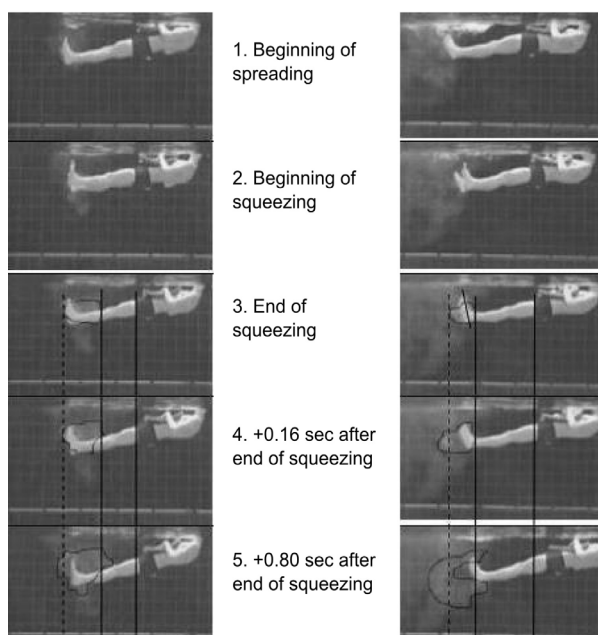 1. Beginning of
spreading
2. Beginning of
squeezing
3. End of
squeezing
4. +0.16 sec after
end of squeezing
5. +0.80 sec after
end of squeezing